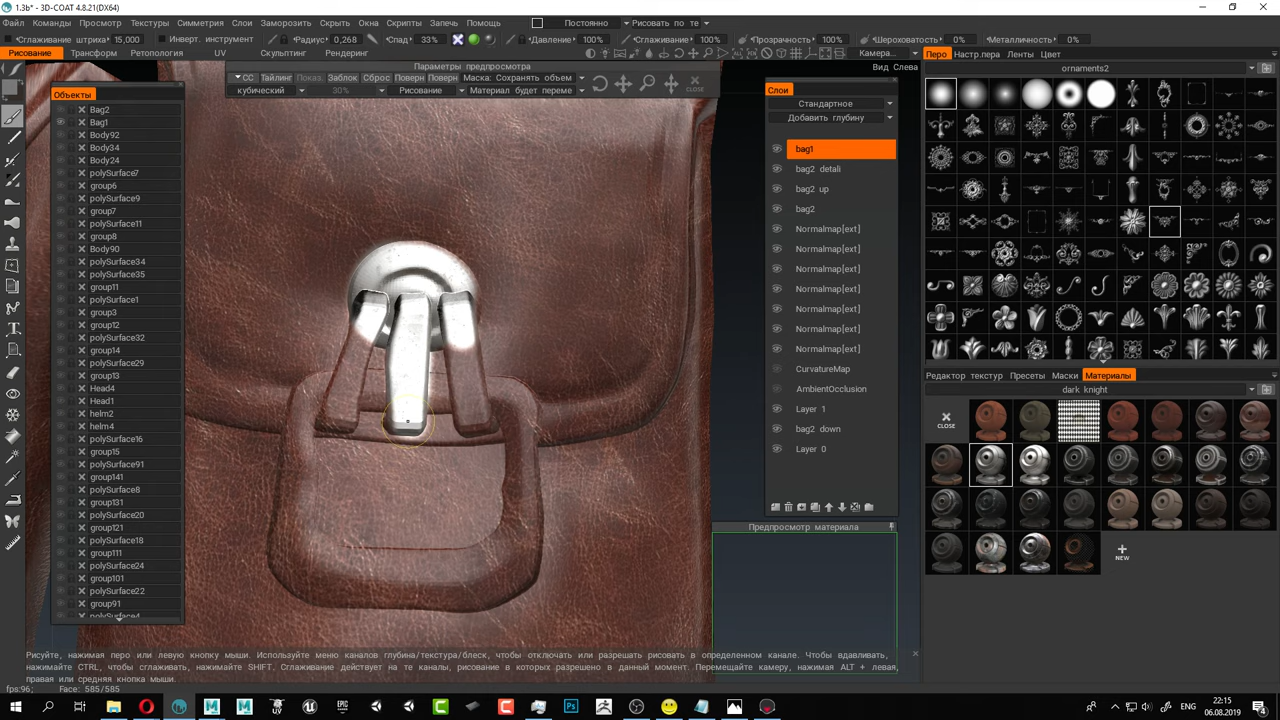 1.3b* - 3D-COAT 4.8.21(DX64)
Файл Команды Просмотр Текстуры Симметрия Слои Заморозить Скрыть Окна Скрипты Запечь Помощь Постоянно Рисовать по те
Сглаживание штриха 15,000 Инверт. инструмент Радиус 0,268 Спад 33% Давление 100% Сглаживание 100% Прозрачность 100% Шероховатость 0% Металличность 0%
Рисование Трансформ Ретопология UV Скульптинг Рендеринг Камера...
Вид Слева
Параметры предпросмотра
СС Тайлинг Показ. Заблок Сброс Поверн Поверн Маска: Сохранять объем
кубический 30% Рисование Материал будет переме
CLOSE
Объекты
Bag2
Bag1
Body92
Body34
Body24
polySurface7
group6
polySurface9
group7
polySurface11
group8
Body90
polySurface34
polySurface35
group11
polySurface1
group3
group12
polySurface32
group14
polySurface29
group13
Head4
Head1
helm2
helm4
polySurface16
group15
polySurface91
group141
polySurface8
group131
polySurface20
group121
polySurface18
group111
polySurface24
group101
polySurface22
group91
polySurface4
Слои
Стандартное
Добавить глубину
bag1
bag2 detali
bag2 up
bag2
Normalmap[ext]
Normalmap[ext]
Normalmap[ext]
Normalmap[ext]
Normalmap[ext]
Normalmap[ext]
Normalmap[ext]
CurvatureMap
AmbientOcclusion
Layer 1
bag2 down
Layer 0
Предпросмотр материала
Перо Настр.пера Ленты Цвет
ornaments2
Редактор текстур Пресеты Маски Материалы
dark knight
CLOSE
NEW
Рисуйте, нажимая перо или левую кнопку мыши. Используйте меню каналов глубина/текстура/блеск, чтобы отключать или разрешать рисовать в определенном канале. Чтобы вдавливать,
нажимайте CTRL, чтобы сглаживать, нажимайте SHIFT. Сглаживание действует на те каналы, рисование в которых разрешено в данный момент. Перемещайте камеру, нажимая ALT + левая,
правая или средняя кнопка мыши.
fps:96; Face: 585/585
ENG
22:15
06.08.2019